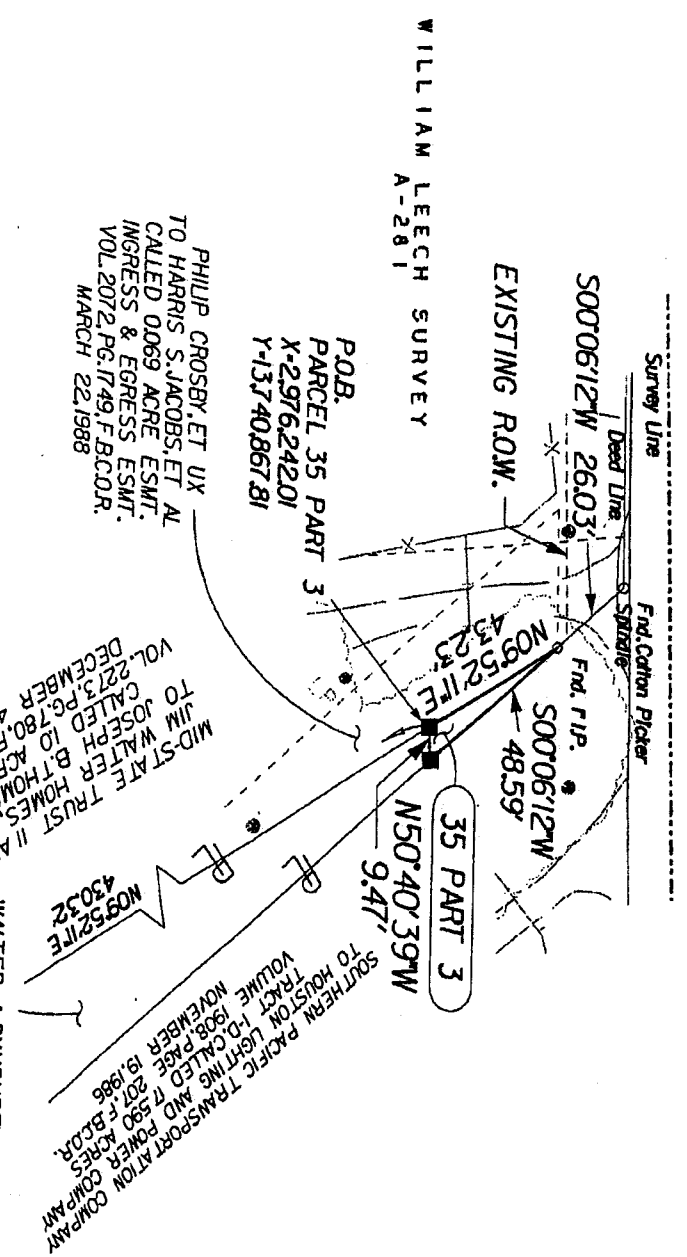 Survey Line
Deed Line
Fnd. Cotton Picker
Spindle
S00°06'12"W 26.03'
EXISTING R.O.W.
Fnd. P.I.P.
S00°06'12"W
48.59'
N09°52'11"E
43.23'
WILLIAM LEECH SURVEY
A-281
P.O.B.
PARCEL 35 PART 3
X=2,976,242.01
Y=13,740,867.81
35 PART 3
N50°40'39"W
9.47'
PHILIP CROSBY, ET UX
TO HARRIS S. JACOBS, ET AL
CALLED 0.069 ACRE ESMT.
INGRESS & EGRESS ESMT.
VOL. 2072, PG. 1749, F.B.C.O.R.
MARCH 22, 1988
MID-STATE TRUST II
TO JIM WALTER HOMES,
JOSEPH B. THOM
CALLED 1.0 ACR
VOL. 2273, PG. 780, F
DECEMBER 4
N09°52'11"E
430.32'
SOUTHERN PACIFIC TRANSPORTATION COMPANY
TO HOUSTON LIGHTING AND POWER COMPANY
TRACT 1-D, CALLED 17.590 ACRES
VOLUME 1908, PAGE 207, F.B.C.D.R.
NOVEMBER 19, 1986